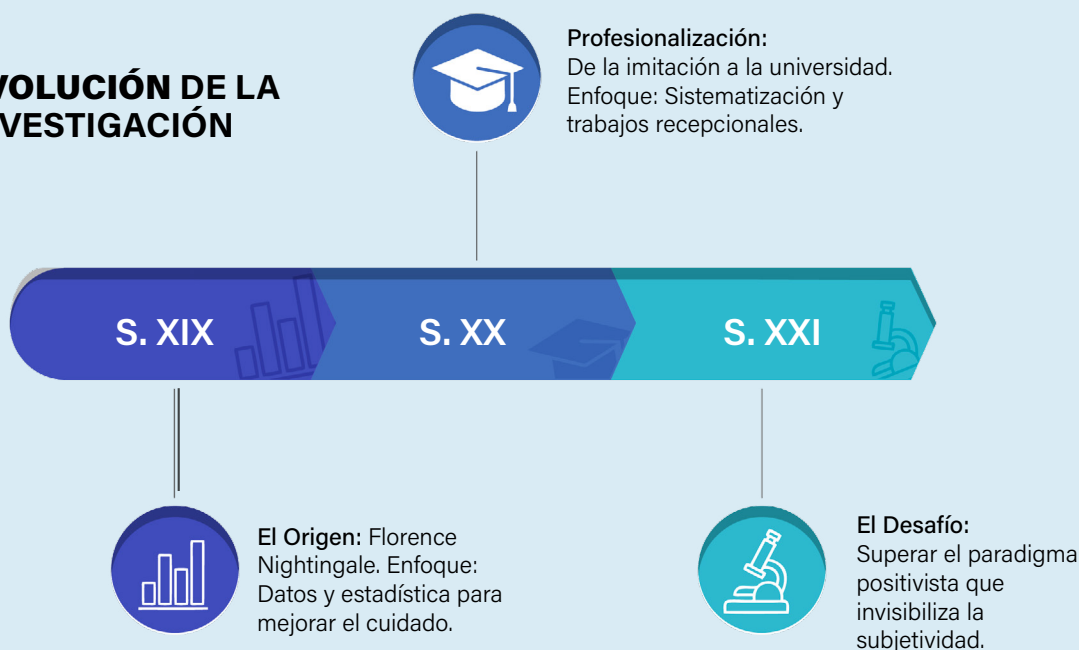 VOLUCIÓN DE LA
VESTIGACIÓN
Profesionalización:
De la imitación a la universidad.
Enfoque: Sistematización y
trabajos recepcionales.
S. XIX
S. XX
S. XXI
El Origen: Florence
Nightingale. Enfoque:
Datos y estadística para
mejorar el cuidado.
El Desafío:
Superar el paradigma
positivista que
invisibiliza la
subjetividad.